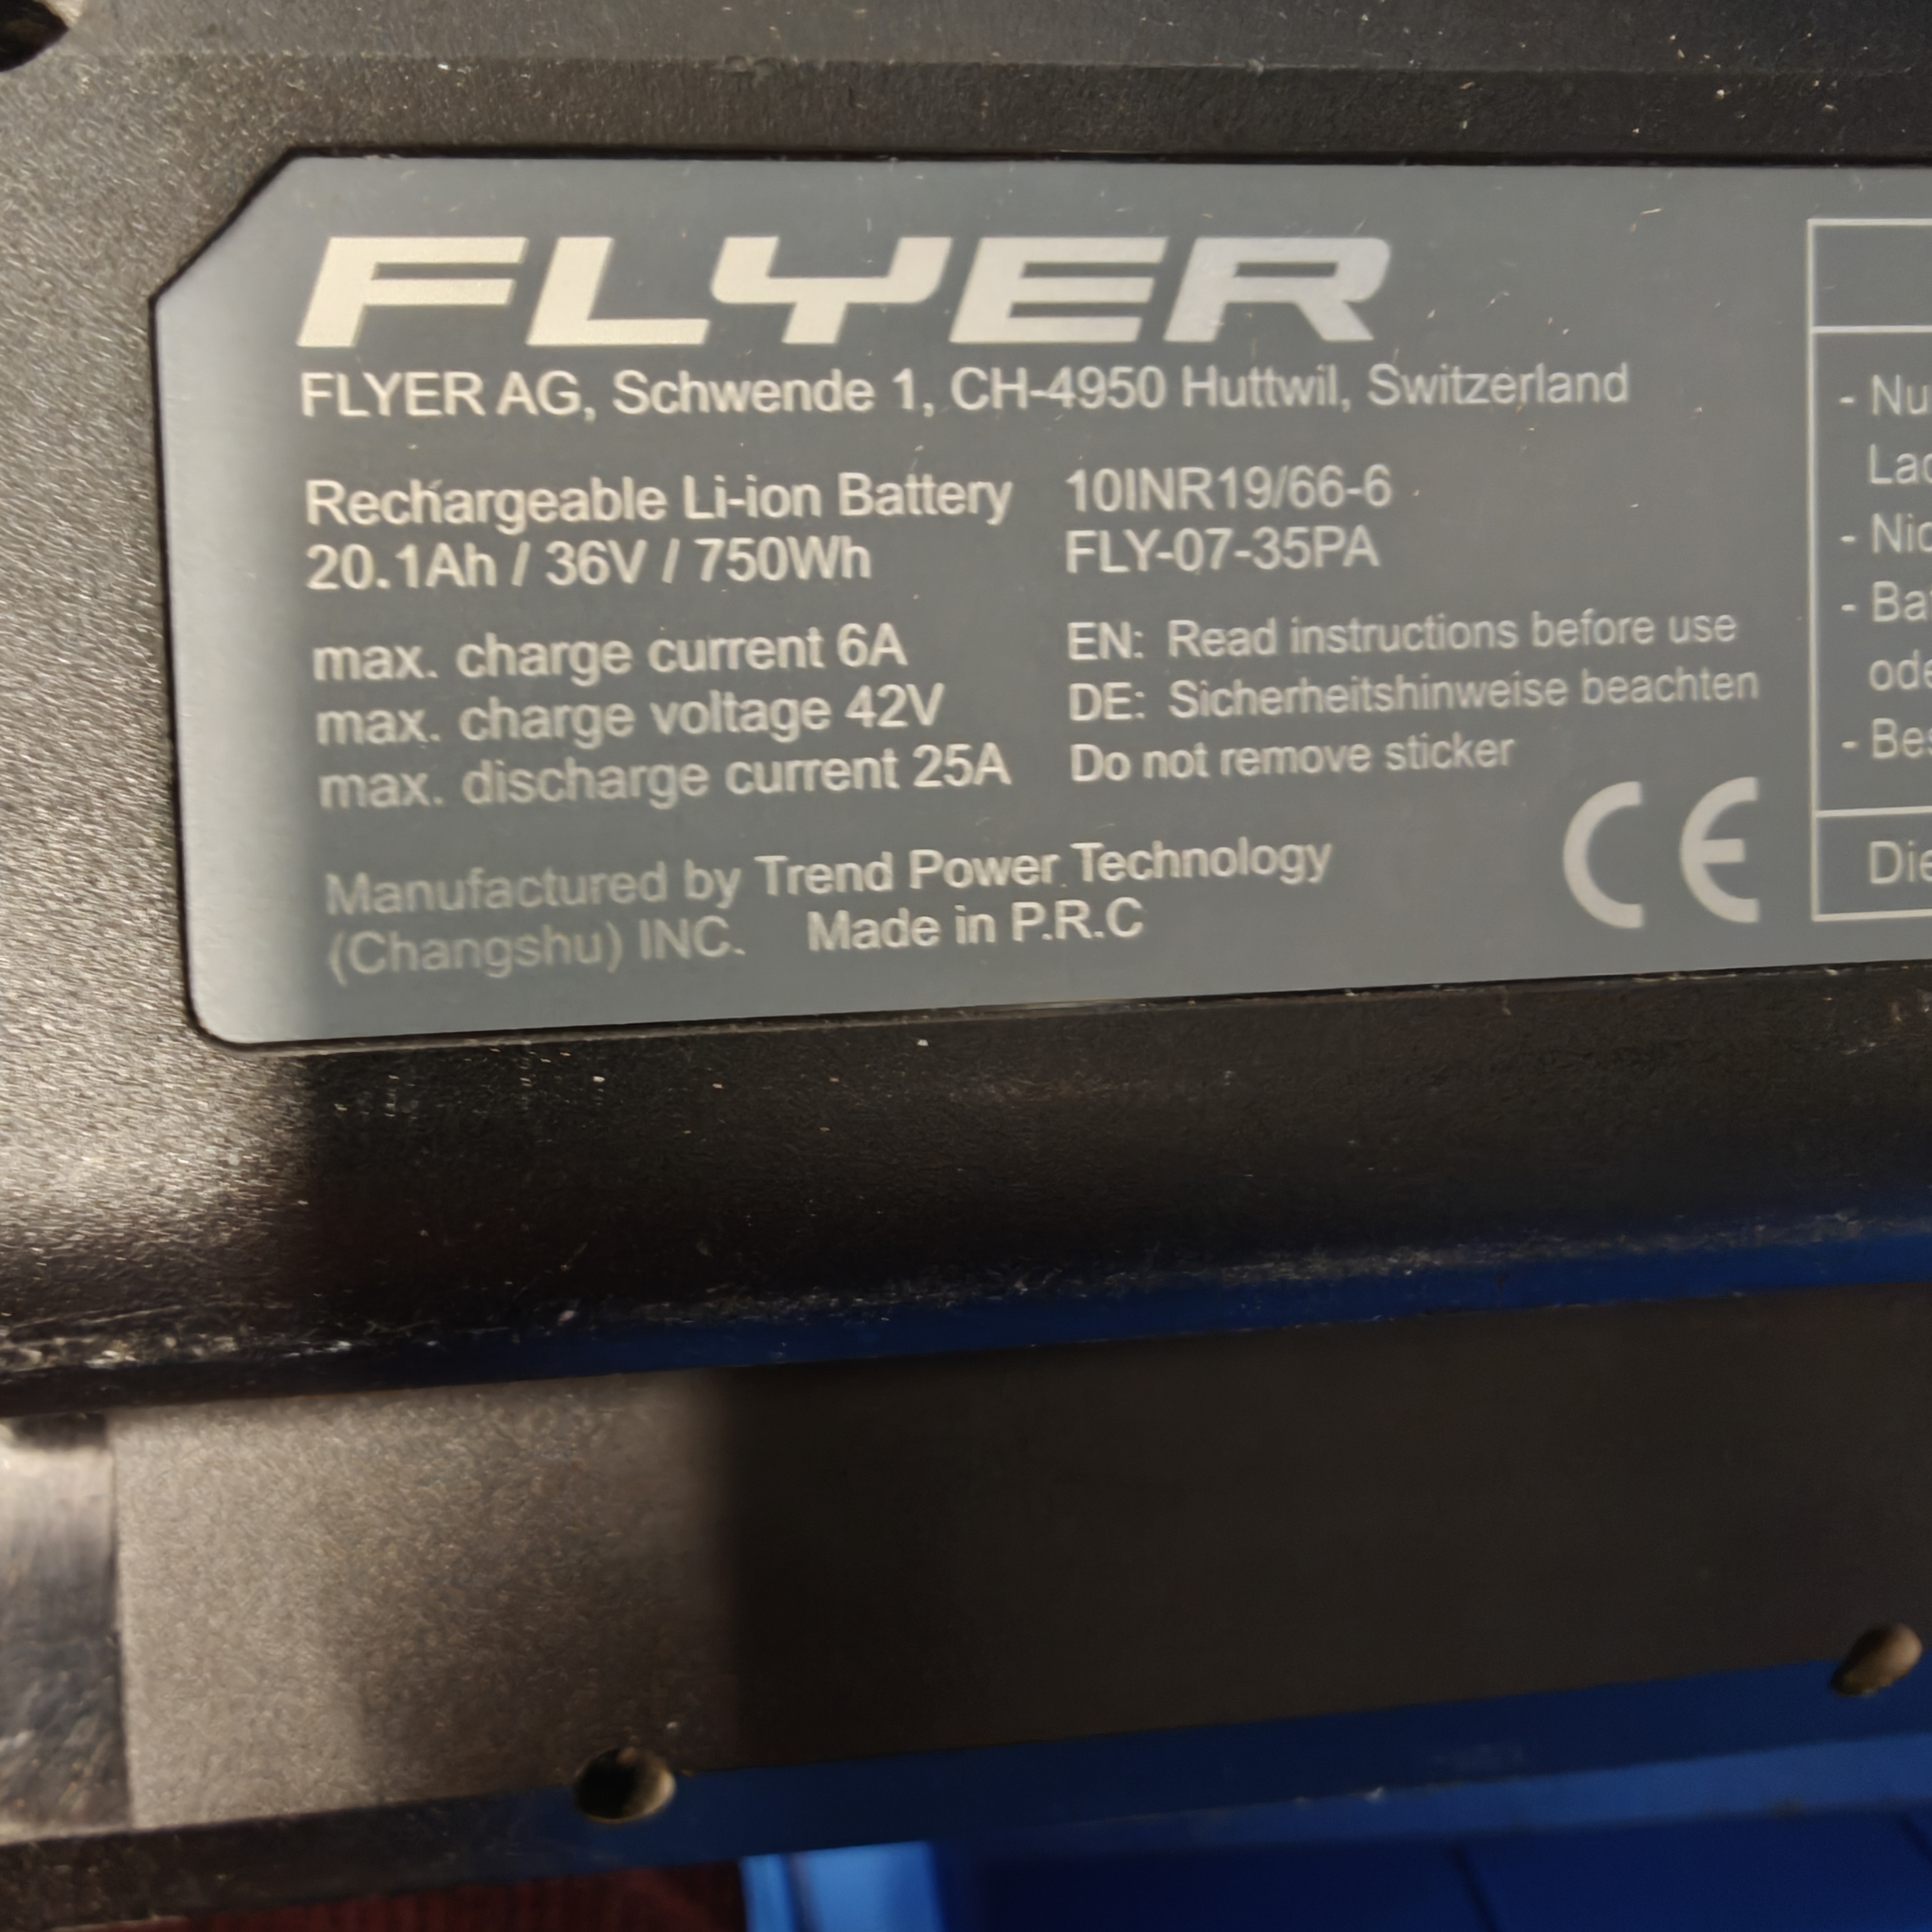 FLYER
FLYER AG, Schwende 1, CH-4950 Huttwil, Switzerland
Rechargeable Li-ion Battery
20.1Ah / 36V / 750Wh
max. charge current 6A
max. charge voltage 42V
max. discharge current 25A
10INR19/66-6
FLY-07-35PA
EN: Read instructions before use
DE: Sicherheitshinweise beachten
Do not remove sticker
Manufactured by Trend Power Technology
(Changshu) INC. Made in P.R.C
CE